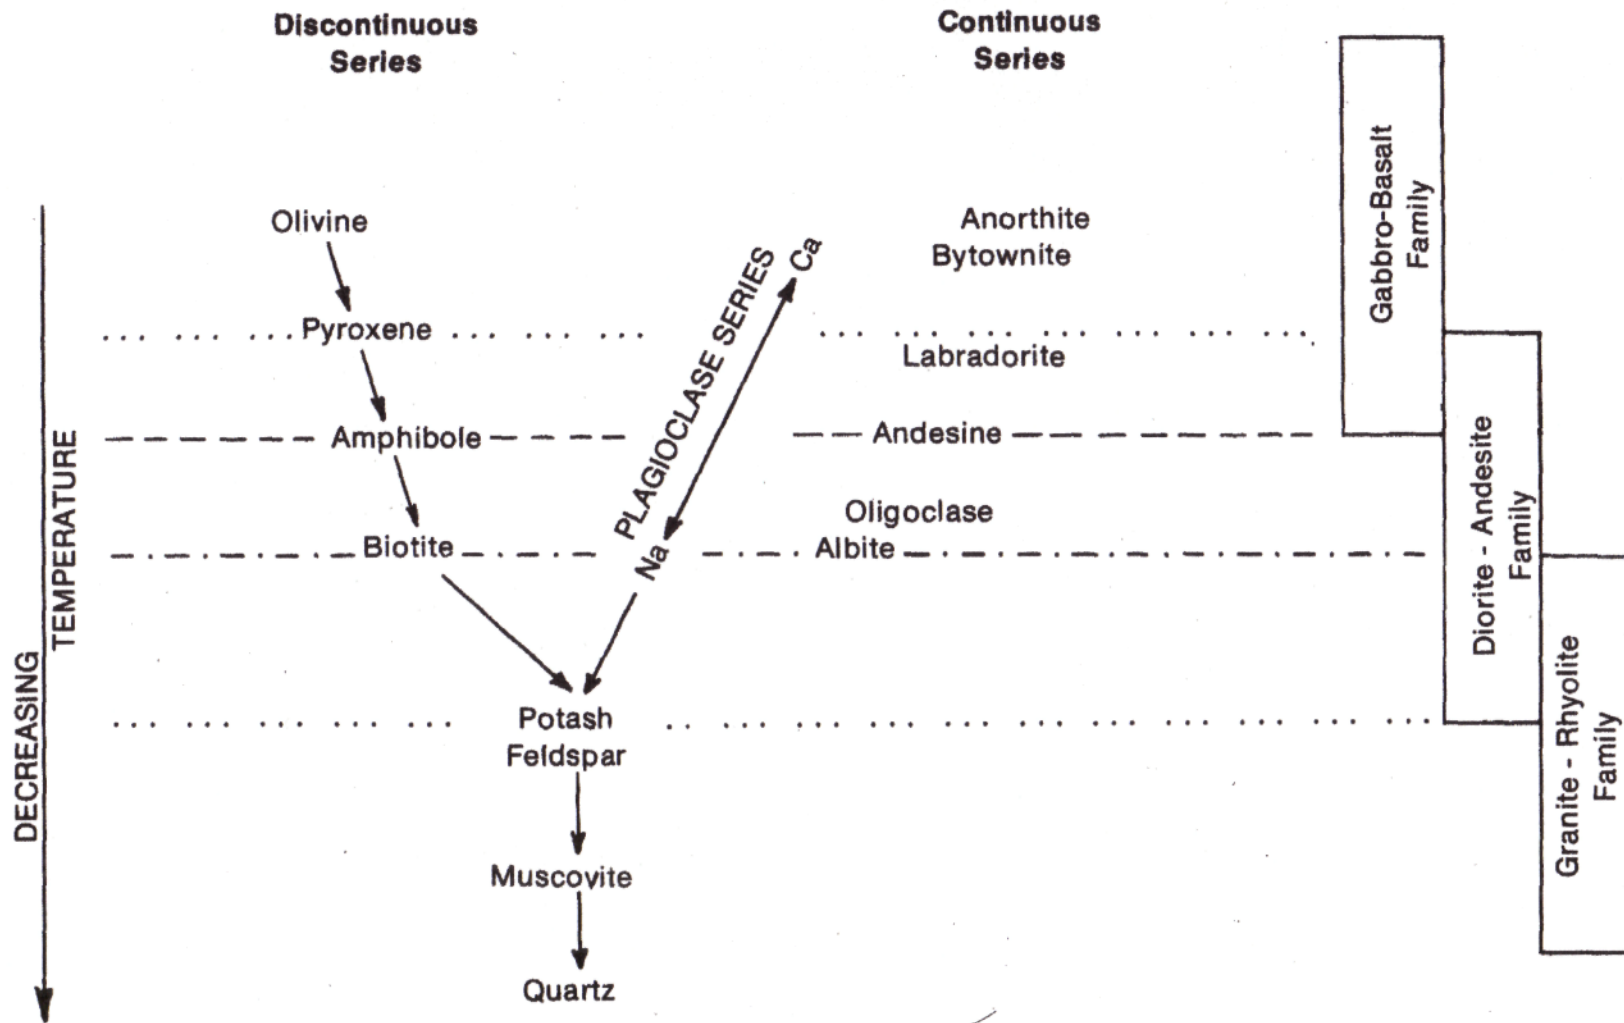 Discontinuous
Series
Continuous
Series
Gabbro-Basalt
Family
Olivine
Anorthite
Bytownite
PLAGIOCLASE SERIES
Ca
Na
Pyroxene
Labradorite
Amphibole
Andesine
Diorite - Andesite
Family
Oligoclase
Biotite
Albite
DECREASING
TEMPERATURE
Potash
Feldspar
Granite - Rhyolite
Family
Muscovite
Quartz